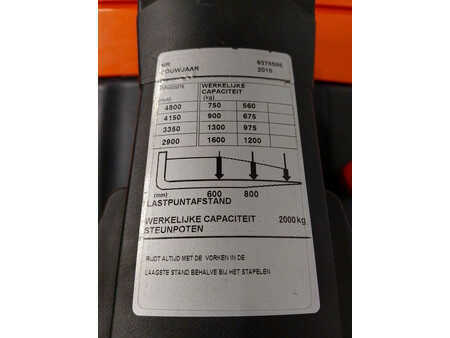 NR. 6375596
BOUWJAAR 2015
WERKELIJKE
CAPACITEIT
(kg)
4800 750 560
4150 900 675
3350 1300 975
2900 1600 1200
(mm) 600 800
LASTPUNTAFSTAND
WERKELIJKE CAPACITEIT 2000 kg
STEUNPOTEN
RIJDT ALTIJD MET DE VORKEN IN DE
LAAGSTE STAND BEHALVE BIJ HET STAPELEN